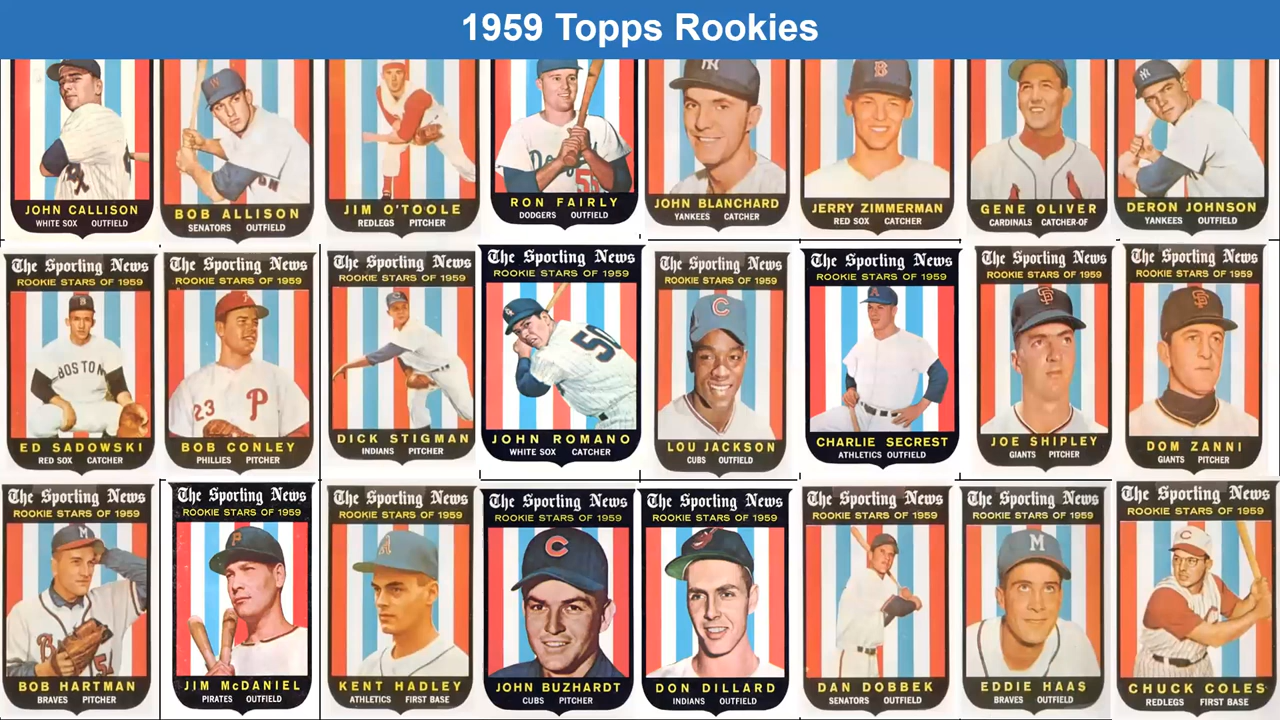 1959 Topps Rookies
JOHN CALLISON
WHITE SOX OUTFIELD
BOB ALLISON
SENATORS OUTFIELD
JIM O'TOOLE
REDLEGS PITCHER
Dodgers
55
RON FAIRLY
DODGERS OUTFIELD
JOHN BLANCHARD
YANKEES CATCHER
JERRY ZIMMERMAN
RED SOX CATCHER
GENE OLIVER
CARDINALS CATCHER-OF
DERON JOHNSON
YANKEES OUTFIELD
The Sporting News
ROOKIE STARS OF 1959
BOSTON
ED SADOWSKI
RED SOX CATCHER
The Sporting News
ROOKIE STARS OF 1959
P
23 P
BOB CONLEY
PHILLIES PITCHER
The Sporting News
ROOKIE STARS OF 1959
DICK STIGMAN
INDIANS PITCHER
The Sporting News
ROOKIE STARS OF 1959
50
JOHN ROMANO
WHITE SOX CATCHER
The Sporting News
ROOKIE STARS OF 1959
C
LOU JACKSON
CUBS OUTFIELD
The Sporting News
ROOKIE STARS OF 1959
A
CHARLIE SECREST
ATHLETICS OUTFIELD
The Sporting News
ROOKIE STARS OF 1959
SF
JOE SHIPLEY
GIANTS PITCHER
The Sporting News
ROOKIE STARS OF 1959
SF
DOM ZANNI
GIANTS PITCHER
The Sporting News
ROOKIE STARS OF 1959
M
BOB HARTMAN
BRAVES PITCHER
The Sporting News
ROOKIE STARS OF 1959
P
JIM McDANIEL
PIRATES OUTFIELD
The Sporting News
ROOKIE STARS OF 1959
A
KENT HADLEY
ATHLETICS FIRST BASE
The Sporting News
ROOKIE STARS OF 1959
C
JOHN BUZHARDT
CUBS PITCHER
The Sporting News
ROOKIE STARS OF 1959
DON DILLARD
INDIANS OUTFIELD
The Sporting News
ROOKIE STARS OF 1959
DAN DOBBEK
SENATORS OUTFIELD
The Sporting News
ROOKIE STARS OF 1959
M
EDDIE HAAS
BRAVES OUTFIELD
The Sporting News
ROOKIE STARS OF 1959
C
CHUCK COLES
REDLEGS FIRST BASE